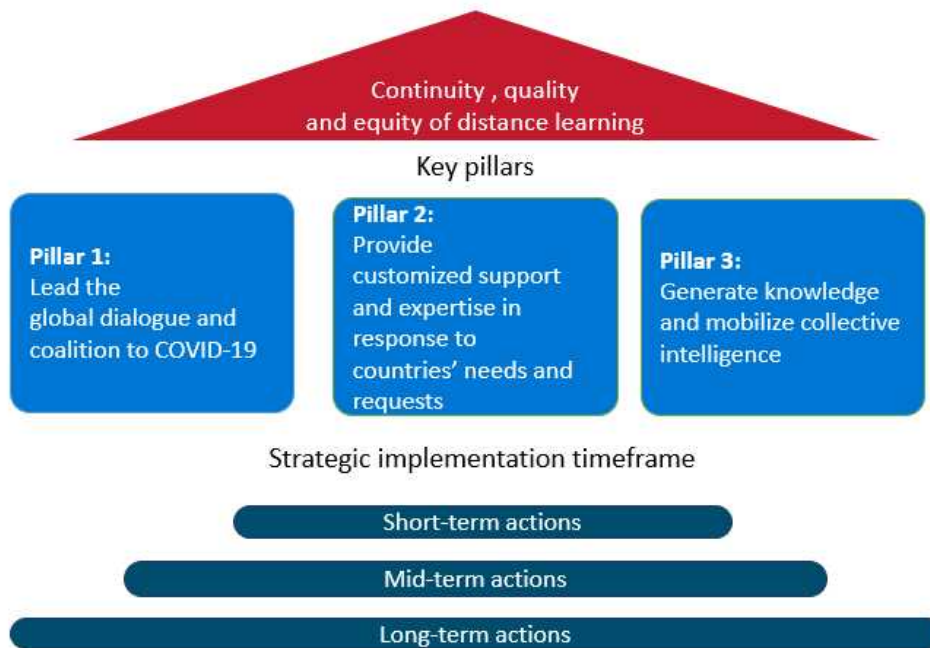 Continuity , quality
and equity of distance learning
Key pillars
Pillar 1:
Lead the
global dialogue and
coalition to COVID-19
Pillar 2:
Provide
customized support
and expertise in
response to
countries’ needs and
requests
Pillar 3:
Generate knowledge
and mobilize collective
intelligence
Strategic implementation timeframe
Short-term actions
Mid-term actions
Long-term actions